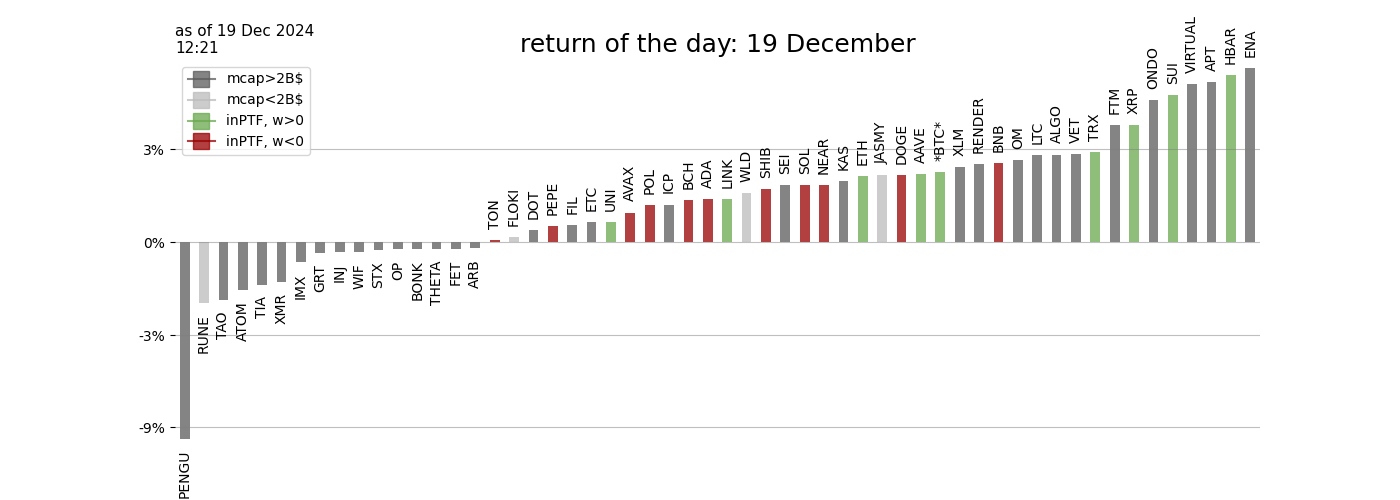 as of 19 Dec 2024
12:21
return of the day: 19 December
mcap>2B$
mcap<2B$
inPTF, w>0
inPTF, w<0
3%
0%
-3%
-9%
PENGU
RUNE
TAO
ATOM
TIA
XMR
IMX
GRT
INJ
WIF
STX
OP
BONK
THETA
FET
ARB
TON
FLOKI
DOT
PEPE
FIL
ETC
UNI
AVAX
POL
ICP
BCH
ADA
LINK
WLD
SHIB
SEI
SOL
NEAR
KAS
ETH
JASMY
DOGE
AAVE
*BTC*
XLM
RENDER
BNB
OM
LTC
ALGO
VET
TRX
FTM
XRP
ONDO
SUI
VIRTUAL
APT
HBAR
ENA